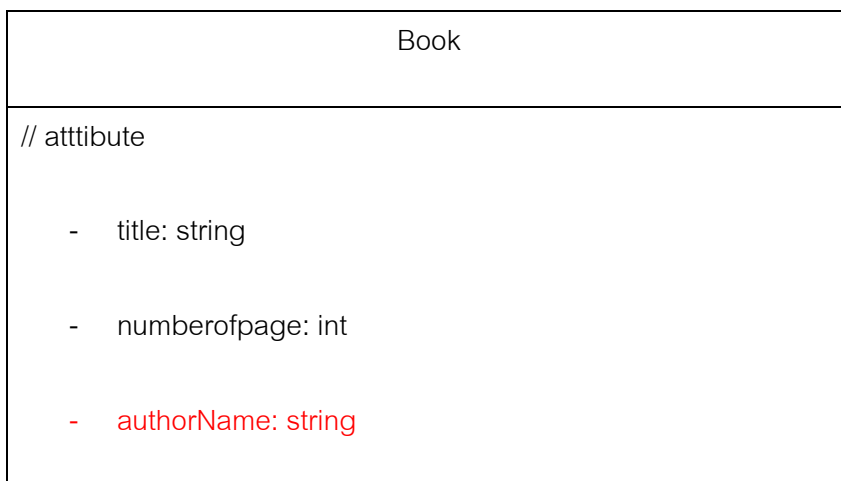 Book
// atttibute
- title: string
- numberofpage: int
- authorName: string